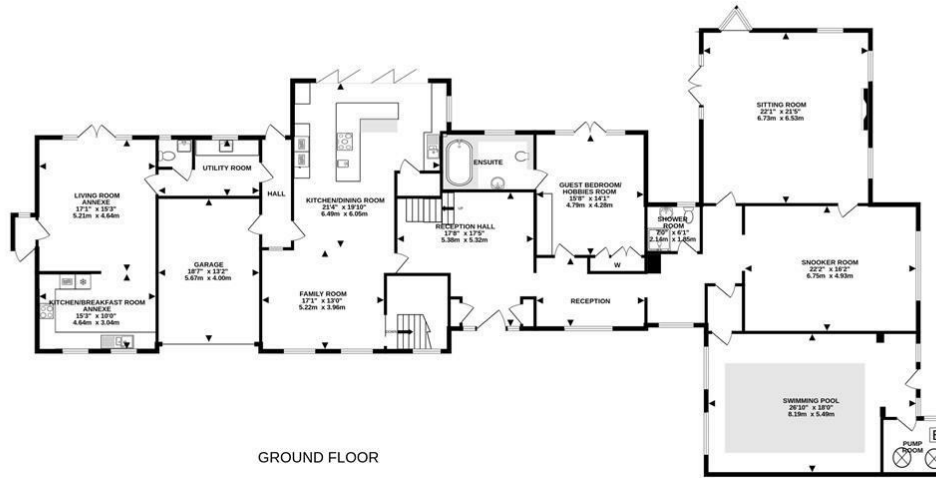 SITTING ROOM
22'1" x 21'5"
6.73m x 6.53m
LIVING ROOM
ANNEXE
17'1" x 15'3"
5.21m x 4.64m
UTILITY ROOM
HALL
KITCHEN/DINING ROOM
21'4" x 19'10"
6.49m x 6.05m
ENSUITE
GUEST BEDROOM/
HOBBIES ROOM
15'8" x 14'1"
4.79m x 4.28m
UP
RECEPTION HALL
17'8" x 17'5"
5.38m x 5.32m
SHOWER
ROOM
7'0" x 6'1"
2.14m x 1.85m
W
SNOOKER ROOM
22'2" x 16'2"
6.75m x 4.93m
GARAGE
18'7" x 13'2"
5.67m x 4.00m
KITCHEN/BREAKFAST ROOM
ANNEXE
15'3" x 10'0"
4.64m x 3.04m
FAMILY ROOM
17'1" x 13'0"
5.22m x 3.96m
RECEPTION
SWIMMING POOL
26'10" x 18'0"
8.19m x 5.49m
PUMP
ROOM
GROUND FLOOR